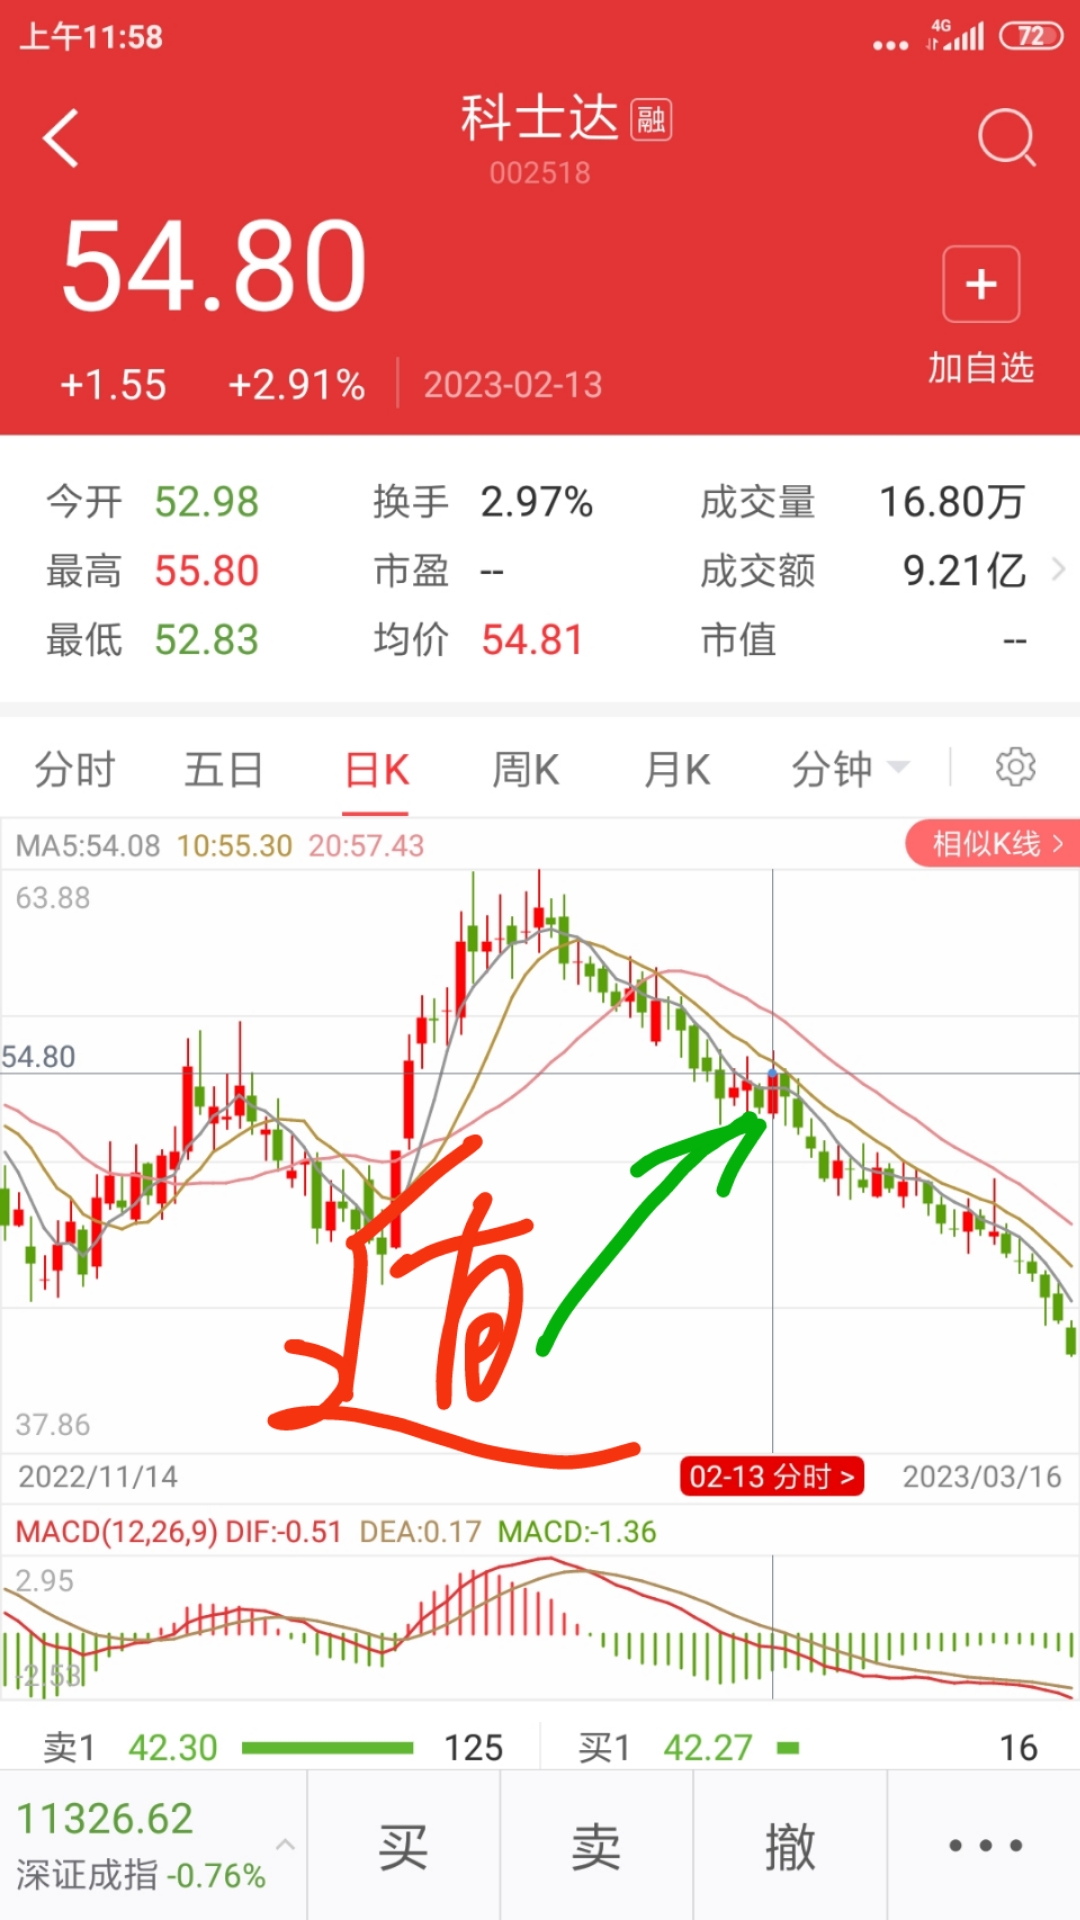 上午11:58
4G
72
科士达 融
002518
54.80
+1.55 +2.91% 2023-02-13
+
加自选
今开 52.98 换手 2.97% 成交量 16.80万
最高 55.80 市盈 -- 成交额 9.21亿
最低 52.83 均价 54.81 市值 --
分时 五日 日K 周K 月K 分钟
MA5:54.08 10:55.30 20:57.43 相似K线 >
63.88
54.80
37.86
2022/11/14 02-13 分时 > 2023/03/16
MACD(12,26,9) DIF:-0.51 DEA:0.17 MACD:-1.36
2.95
-2.53
卖1 42.30 125 买1 42.27 16
11326.62
深证成指 -0.76%
买 卖 撤